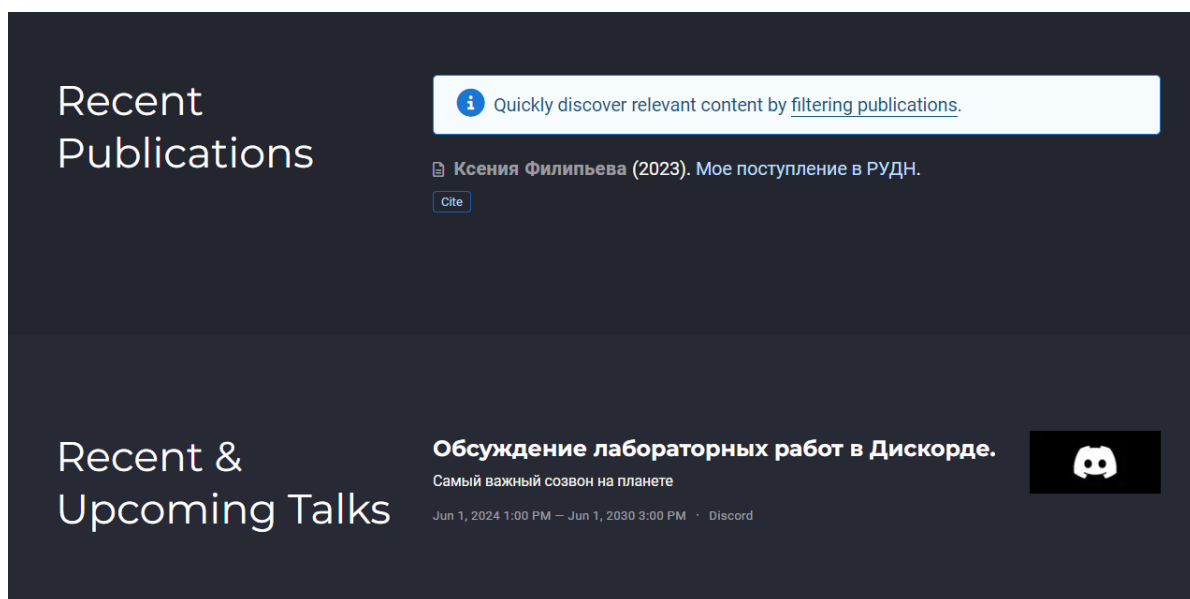 Recent
Publications
Quickly discover relevant content by filtering publications.
Ксения Филипьева (2023). Мое поступление в РУДН.
Cite
Recent &
Upcoming Talks
Обсуждение лабораторных работ в Дискорде.
Самый важный созвон на планете
Jun 1, 2024 1:00 PM — Jun 1, 2030 3:00 PM · Discord